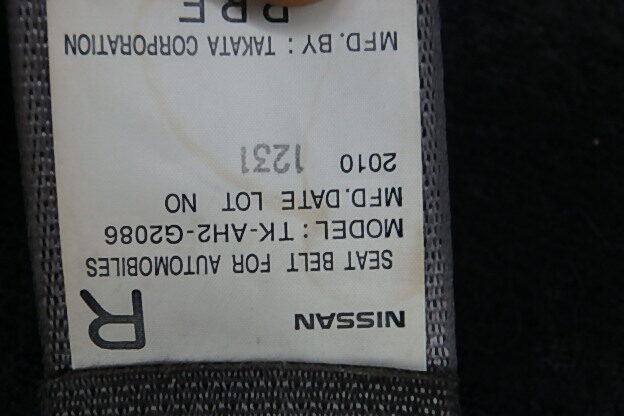 NISSAN R
SEAT BELT FOR AUTOMOBILES
MODEL : TK-AH2-G2086
MFD.DATE LOT NO
2010 1231
MFD.BY : TAKATA CORPORATION